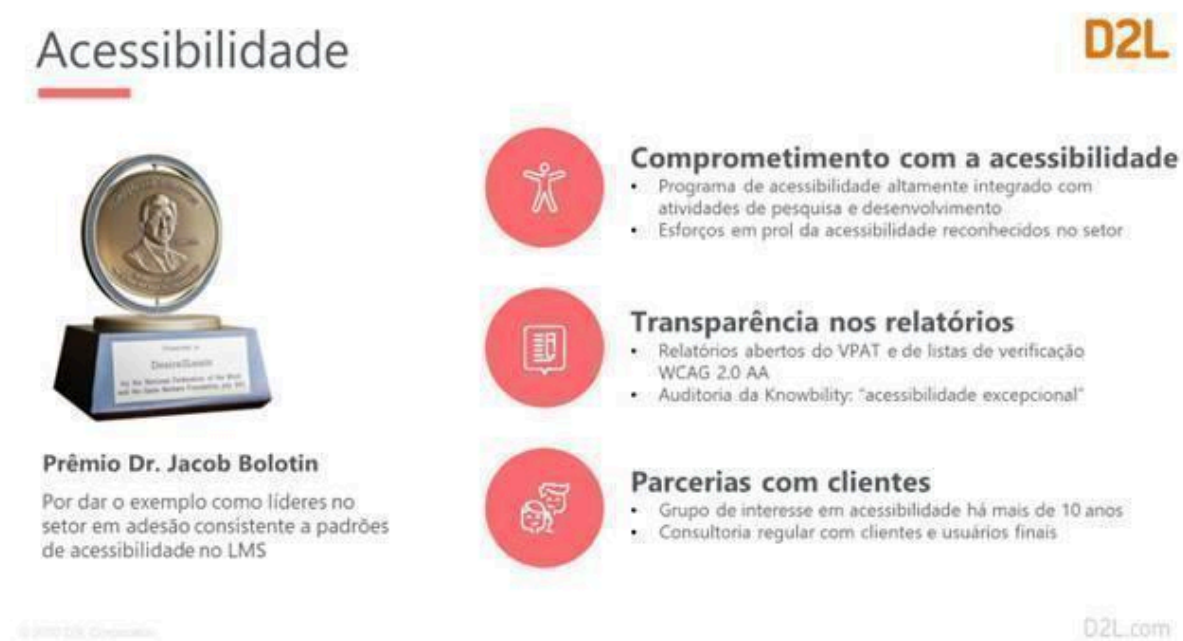 Acessibilidade
D2L
Prêmio Dr. Jacob Bolotin
Por dar o exemplo como líderes no
setor em adesão consistente a padrões
de acessibilidade no LMS
Comprometimento com a acessibilidade
• Programa de acessibilidade altamente integrado com
atividades de pesquisa e desenvolvimento
• Esforços em prol da acessibilidade reconhecidos no setor
Transparência nos relatórios
• Relatórios abertos do VPAT e de listas de verificação
WCAG 2.0 AA
• Auditoria da Knowbility: "acessibilidade excepcional"
Parcerias com clientes
• Grupo de interesse em acessibilidade há mais de 10 anos
• Consultoria regular com clientes e usuários finais
D2L.com